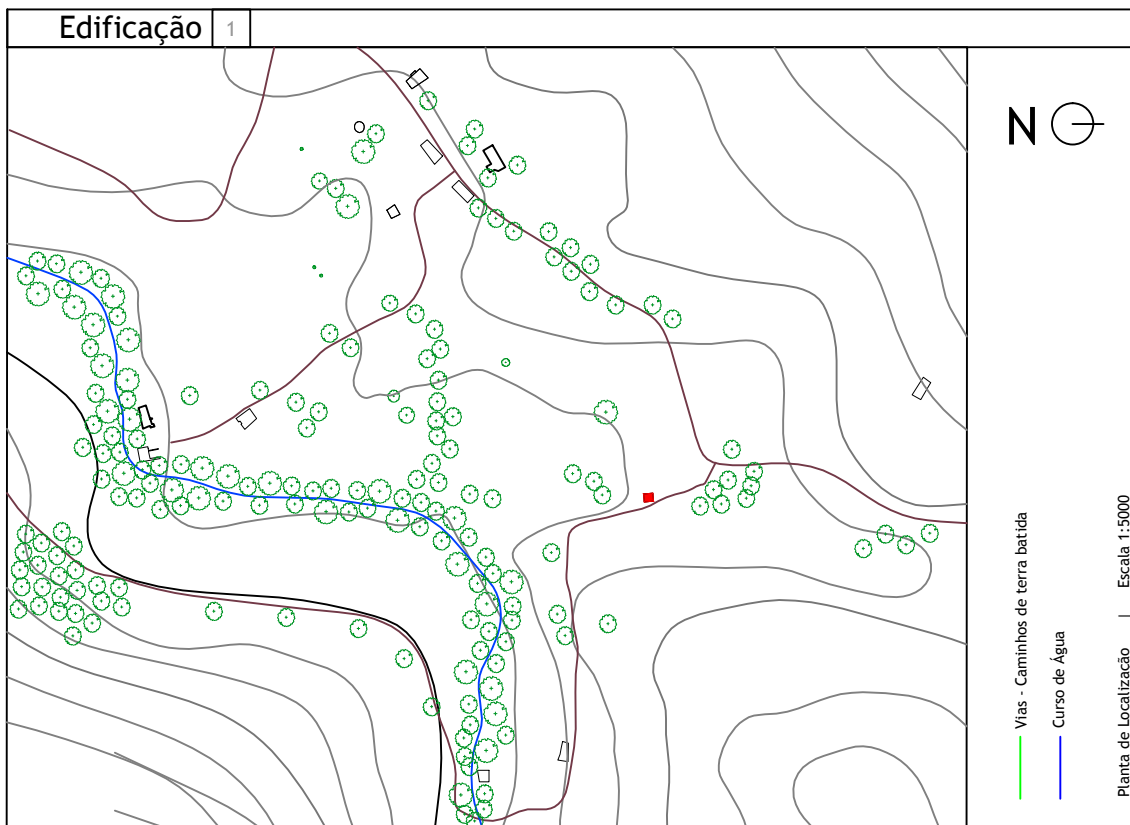 Edificação 1
N
Vias - Caminhos de terra batida
Curso de Água
Planta de Localização | Escala 1:5000